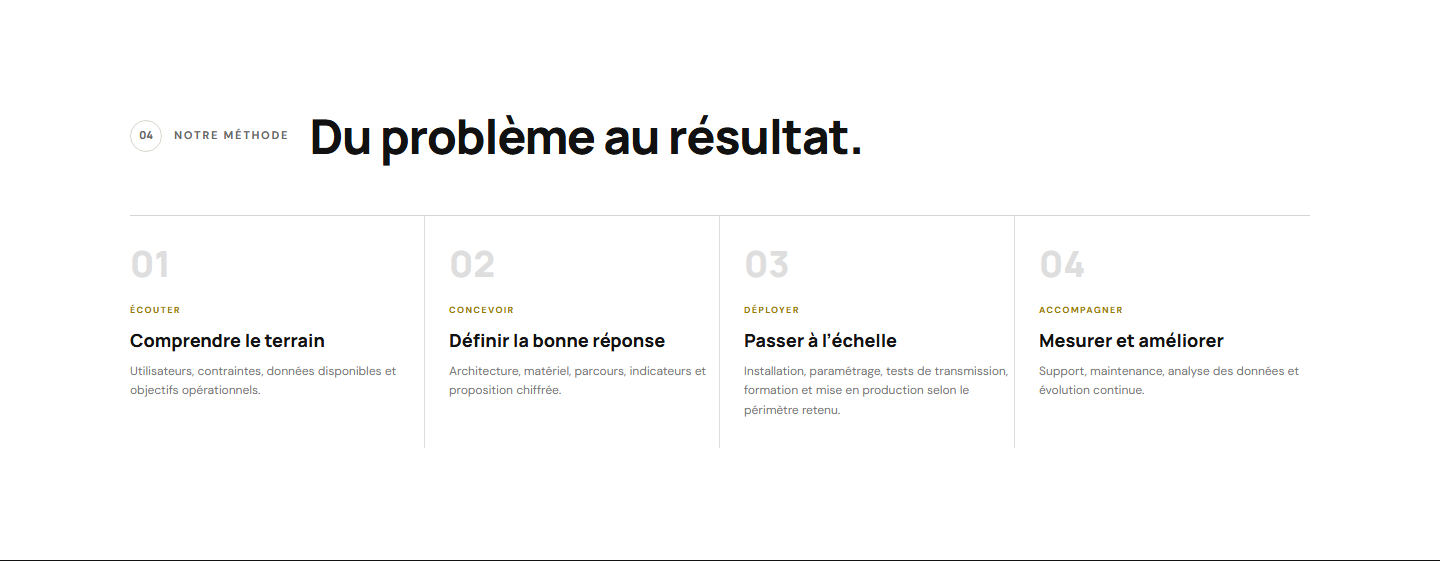 04 NOTRE MÉTHODE Du problème au résultat.
01
ÉCOUTER
Comprendre le terrain
Utilisateurs, contraintes, données disponibles et
objectifs opérationnels.
02
CONCEVOIR
Définir la bonne réponse
Architecture, matériel, parcours, indicateurs et
proposition chiffrée.
03
DÉPLOYER
Passer à l’échelle
Installation, paramétrage, tests de transmission,
formation et mise en production selon le
périmètre retenu.
04
ACCOMPAGNER
Mesurer et améliorer
Support, maintenance, analyse des données et
évolution continue.